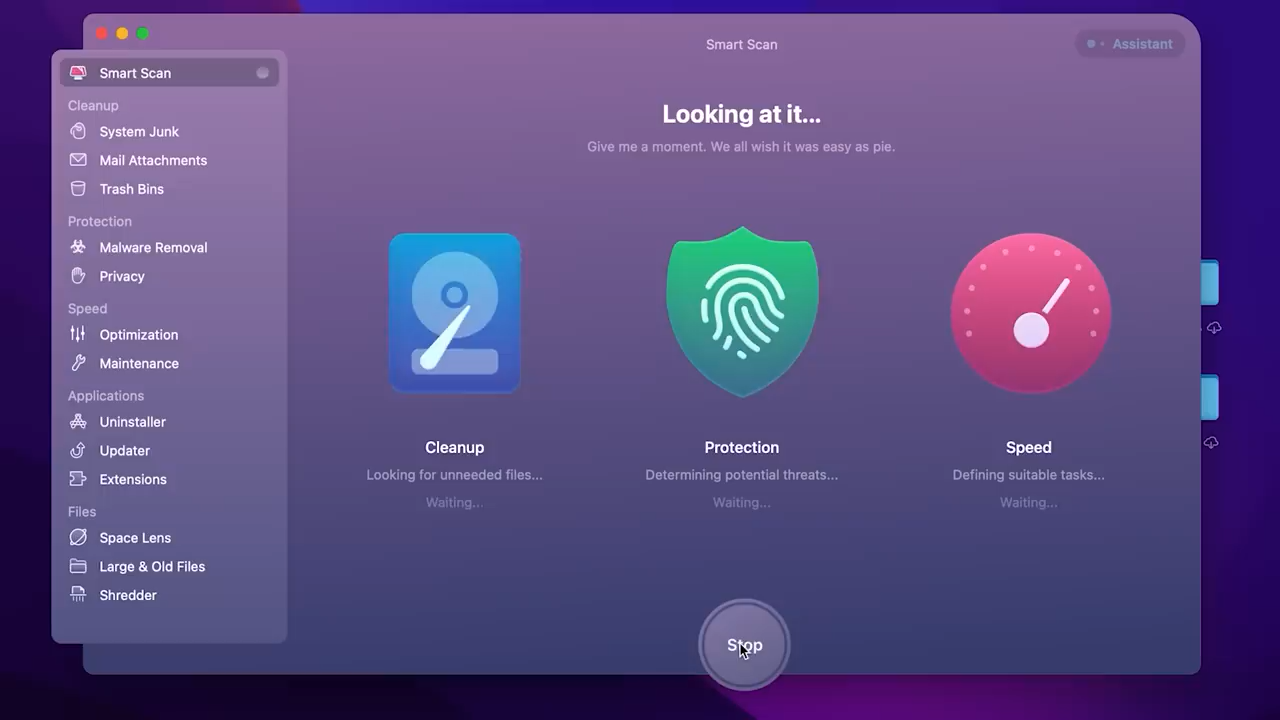 Smart Scan
Assistant
Smart Scan
Cleanup
System Junk
Mail Attachments
Trash Bins
Protection
Malware Removal
Privacy
Speed
Optimization
Maintenance
Applications
Uninstaller
Updater
Extensions
Files
Space Lens
Large & Old Files
Shredder
Looking at it...
Give me a moment. We all wish it was easy as pie.
Cleanup
Looking for unneeded files...
Waiting...
Protection
Determining potential threats...
Waiting...
Speed
Defining suitable tasks...
Waiting...
Stop